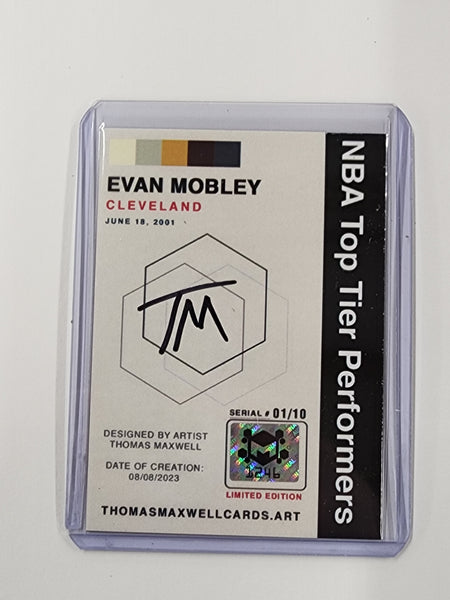 EVAN MOBLEY
CLEVELAND
JUNE 18, 2001
NBA Top Tier Performers
TM
SERIAL # 01/10
1246
LIMITED EDITION
DESIGNED BY ARTIST
THOMAS MAXWELL
DATE OF CREATION:
08/08/2023
THOMASMAXWELLCARDS.ART